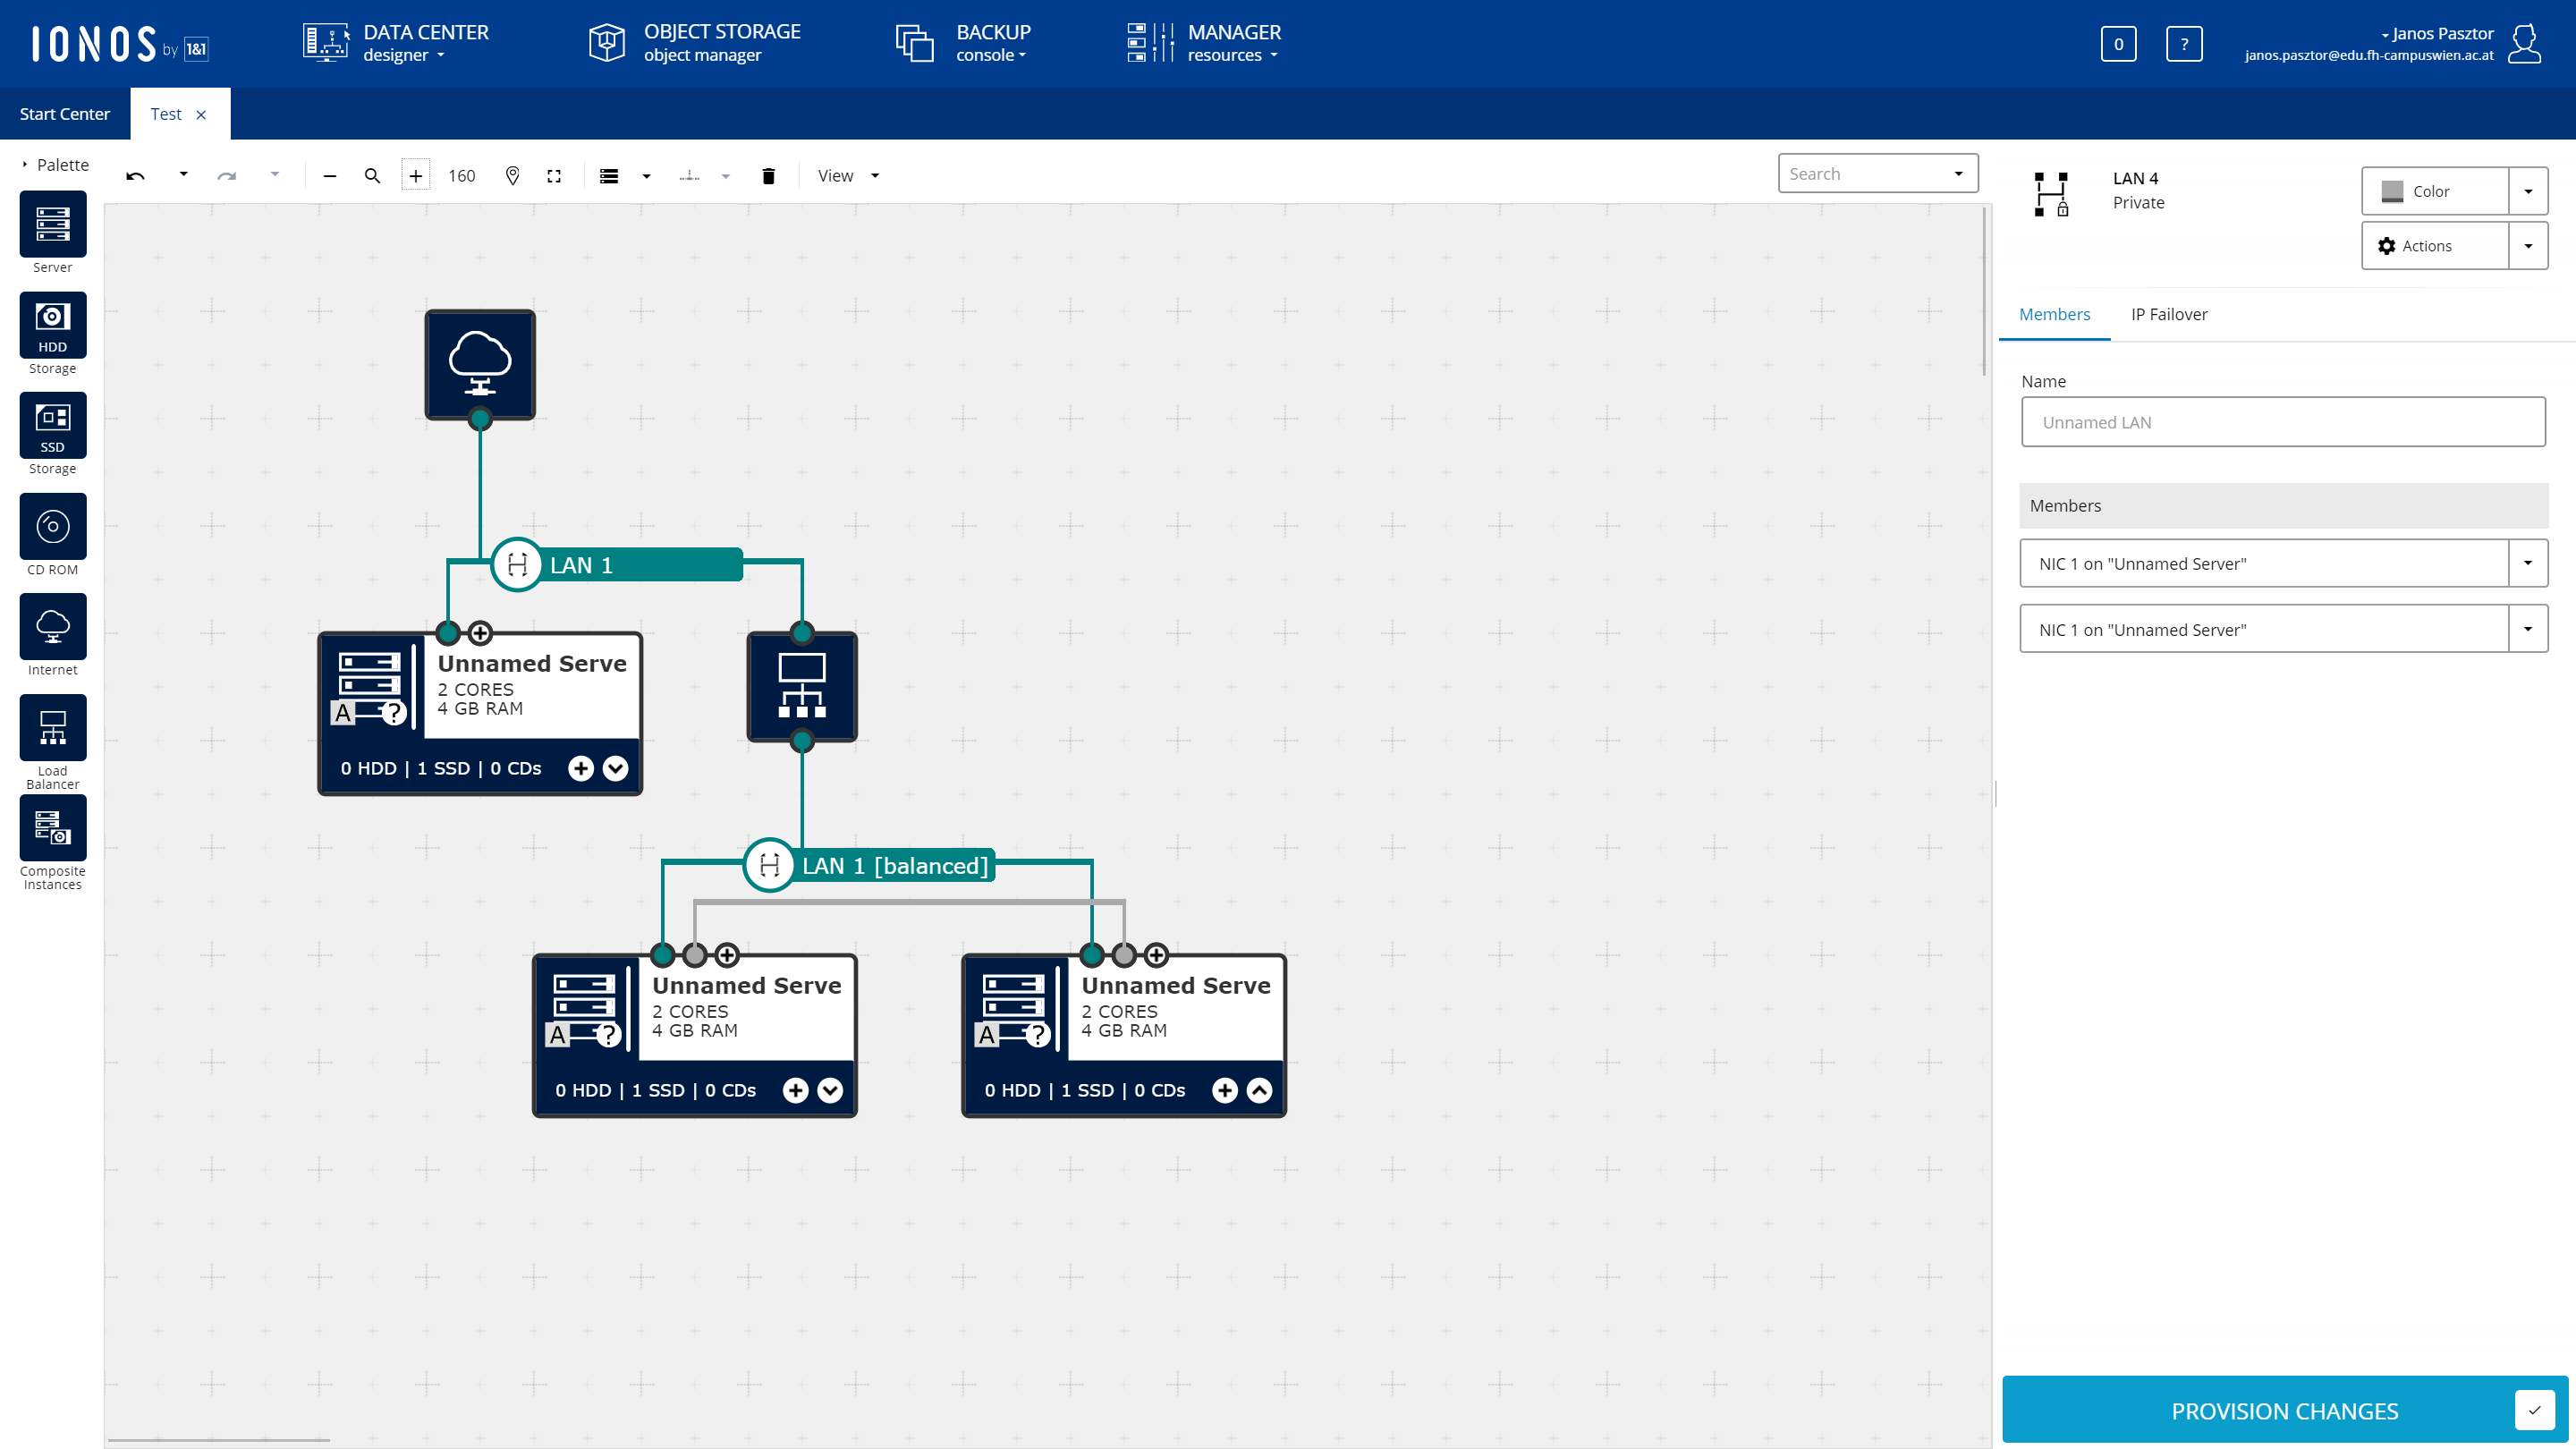 IONOS by 1&1
DATA CENTER
designer
OBJECT STORAGE
object manager
BACKUP
console
MANAGER
resources
0
?
Janos Pasztor
janos.pasztor@edu.fh-campuswien.ac.at
Start Center
Test
Palette
160
View
Search
Server
HDD
Storage
SSD
Storage
CD ROM
Internet
Load
Balancer
Composite
Instances
LAN 1
Unnamed Serve
2 CORES
4 GB RAM
A
?
0 HDD | 1 SSD | 0 CDs
LAN 1 [balanced]
Unnamed Serve
2 CORES
4 GB RAM
A
?
0 HDD | 1 SSD | 0 CDs
Unnamed Serve
2 CORES
4 GB RAM
A
?
0 HDD | 1 SSD | 0 CDs
LAN 4
Private
Color
Actions
Members
IP Failover
Name
Unnamed LAN
Members
NIC 1 on "Unnamed Server"
NIC 1 on "Unnamed Server"
PROVISION CHANGES